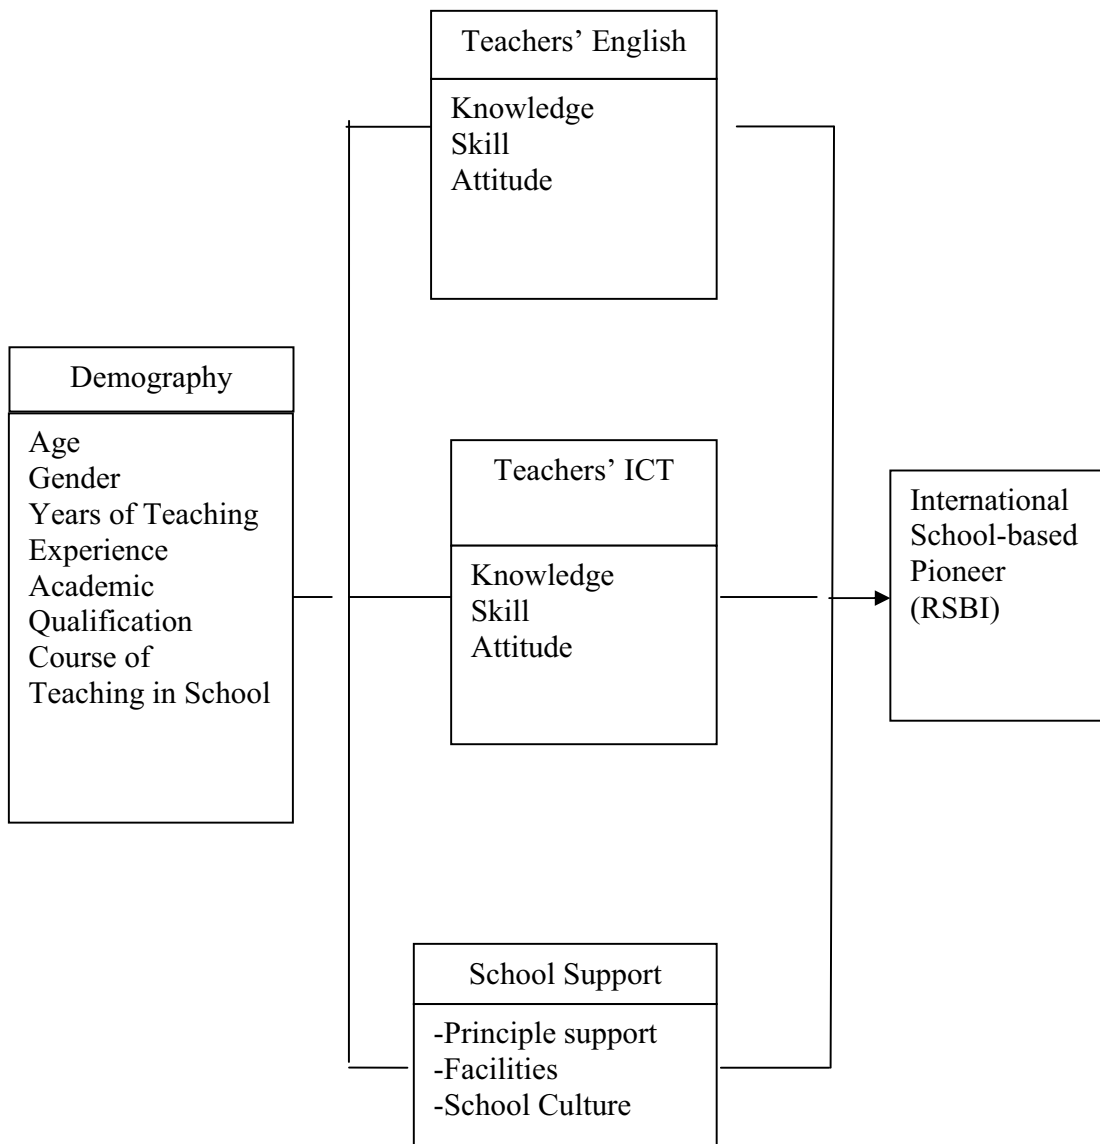 Teachers’ English
Knowledge
Skill
Attitude
Demography
Age
Gender
Years of Teaching
Experience
Academic
Qualification
Course of
Teaching in School
Teachers’ ICT
Knowledge
Skill
Attitude
International
School-based
Pioneer
(RSBI)
School Support
-Principle support
-Facilities
-School Culture